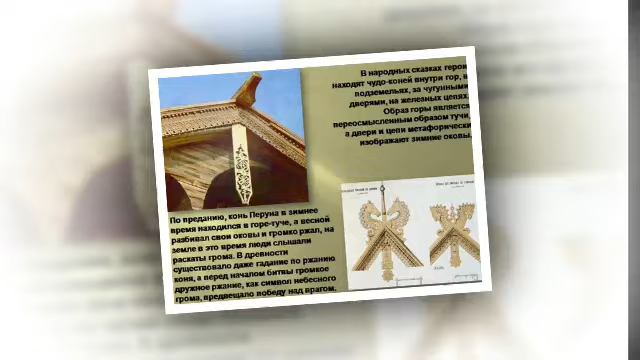 В народных сказках герои
находят чудо-коней внутри гор, в
подземельях, за чугунными
дверями, на железных цепях.
Образ горы является
переосмысленным образом тучи,
а двери и цепи метафорически
изображают зимние оковы.
По преданию, конь Перуна в зимнее
время находился в горе-туче, а весной
разбивал свои оковы и громко ржал, на
земле в это время люди слышали
раскаты грома. В древности
существовало даже гадание по ржанию
коня, а перед началом битвы громкое
дружное ржание, как символ небесного
грома, предвещало победу над врагом.